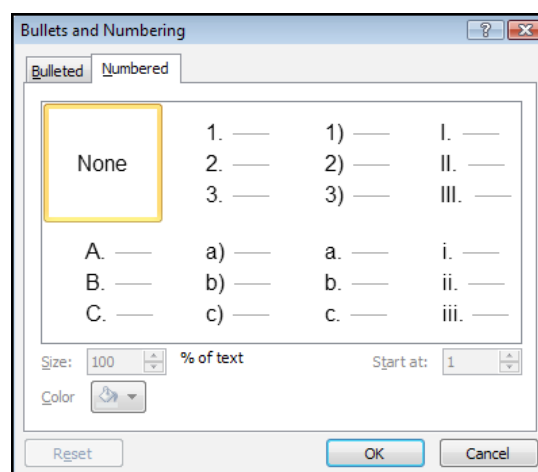 Bullets and Numbering
Bulleted Numbered
None
1.
2.
3.
1)
2)
3)
I.
II.
III.
A.
B.
C.
a)
b)
c)
a.
b.
c.
i.
ii.
iii.
Size: 100 % of text Start at: 1
Color
Reset OK Cancel